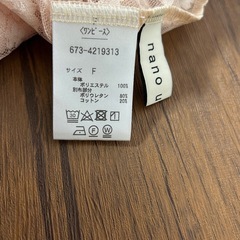 F
<ワンピース>
673-4219313
サイズ F
本体
ポリエステル 100%
別布部分
ポリウレタン 80%
コットン 20%
nano u